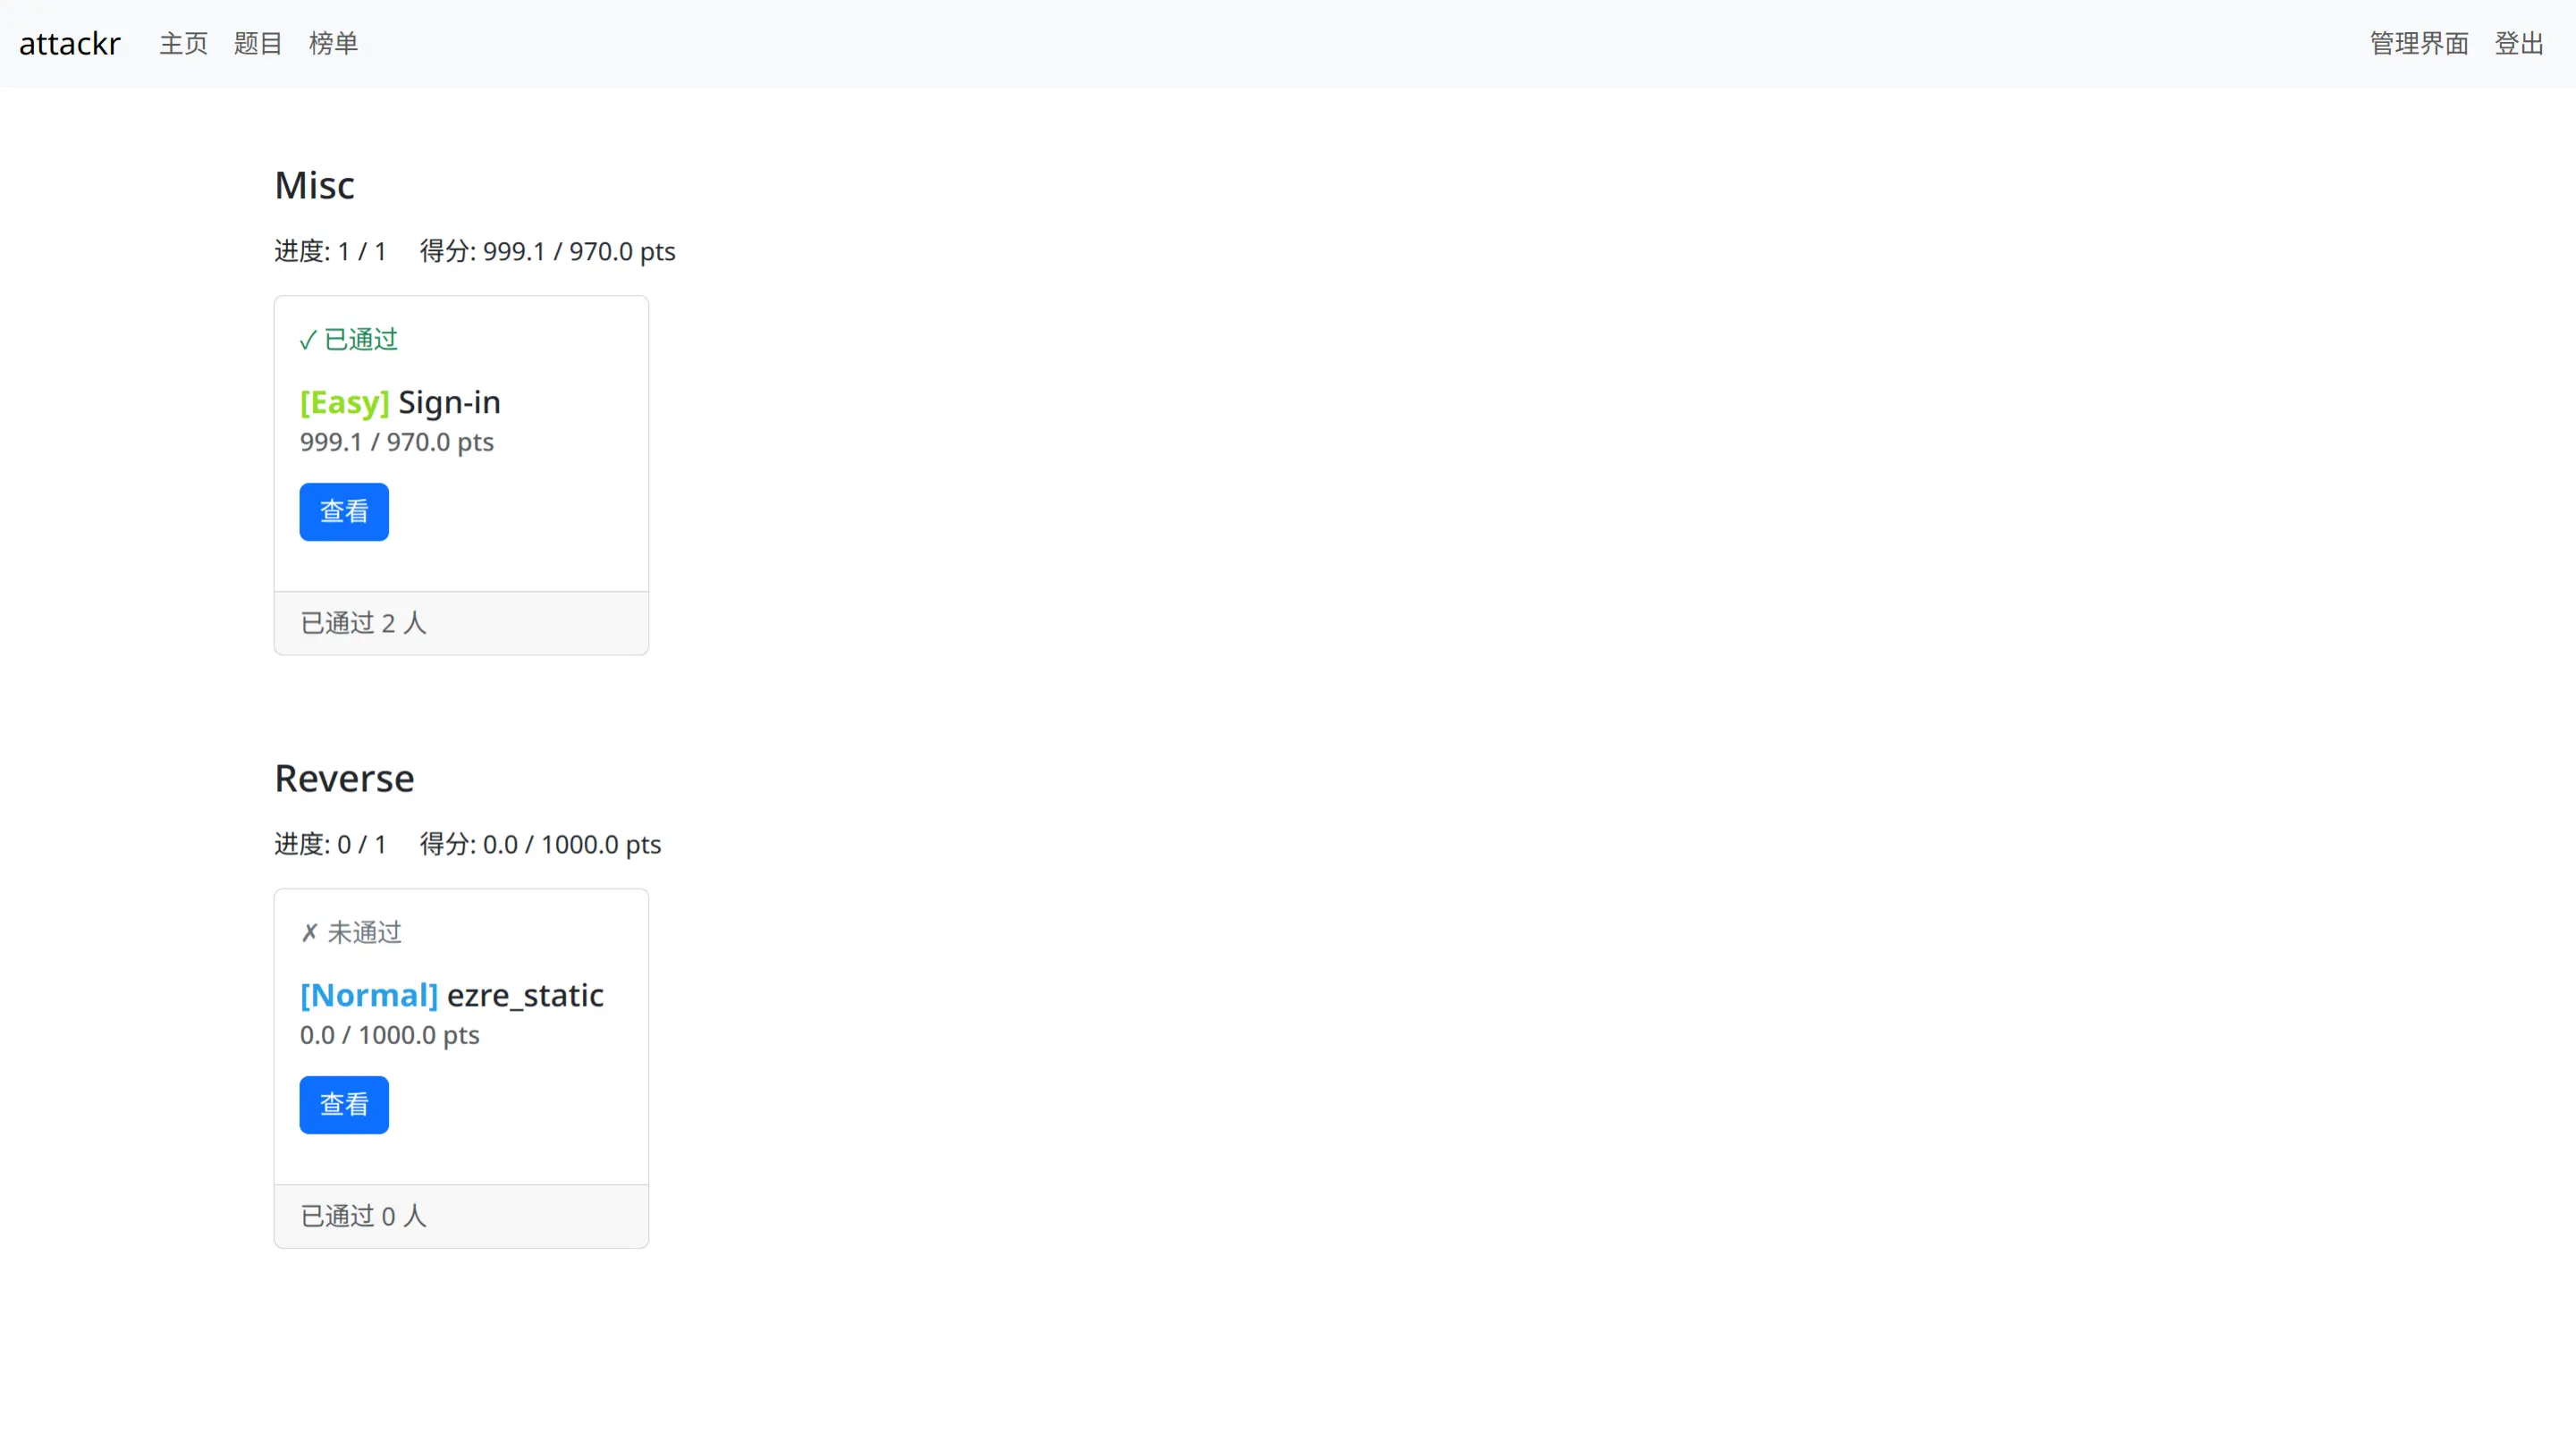 attackr 主页 题目 榜单 管理界面 登出
Misc
进度: 1 / 1 得分: 999.1 / 970.0 pts
✓ 已通过
[Easy] Sign-in
999.1 / 970.0 pts
查看
已通过 2 人
Reverse
进度: 0 / 1 得分: 0.0 / 1000.0 pts
✗ 未通过
[Normal] ezre_static
0.0 / 1000.0 pts
查看
已通过 0 人